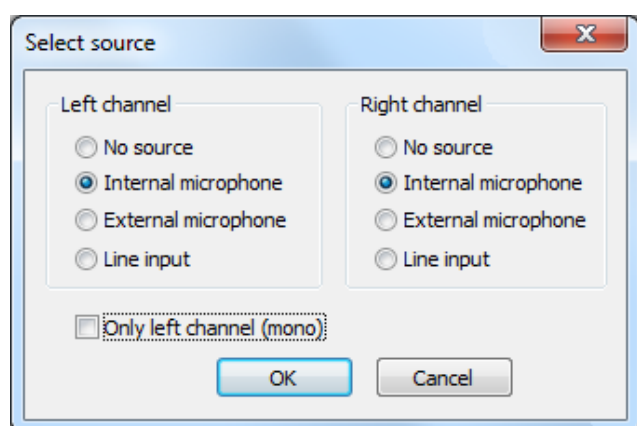 Select source
Left channel
No source
Internal microphone
External microphone
Line input
Right channel
No source
Internal microphone
External microphone
Line input
Only left channel (mono)
OK
Cancel